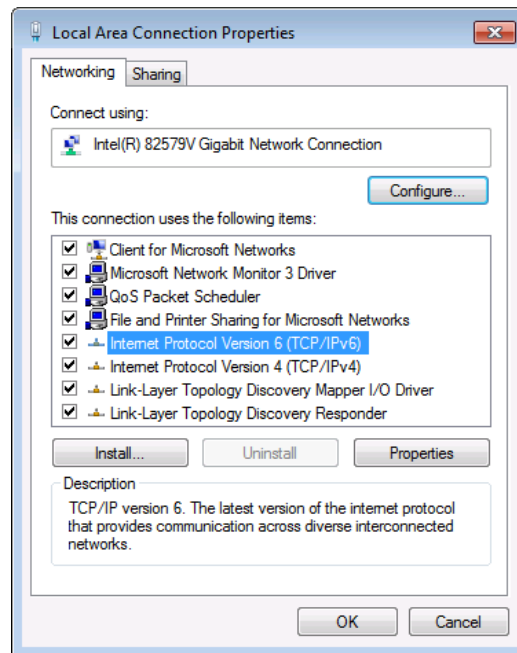 Local Area Connection Properties
Networking
Sharing
Connect using:
Intel(R) 82579V Gigabit Network Connection
Configure...
This connection uses the following items:
Client for Microsoft Networks
Microsoft Network Monitor 3 Driver
QoS Packet Scheduler
File and Printer Sharing for Microsoft Networks
Internet Protocol Version 6 (TCP/IPv6)
Internet Protocol Version 4 (TCP/IPv4)
Link-Layer Topology Discovery Mapper I/O Driver
Link-Layer Topology Discovery Responder
Install...
Uninstall
Properties
Description
TCP/IP version 6. The latest version of the internet protocol
that provides communication across diverse interconnected
networks.
OK
Cancel